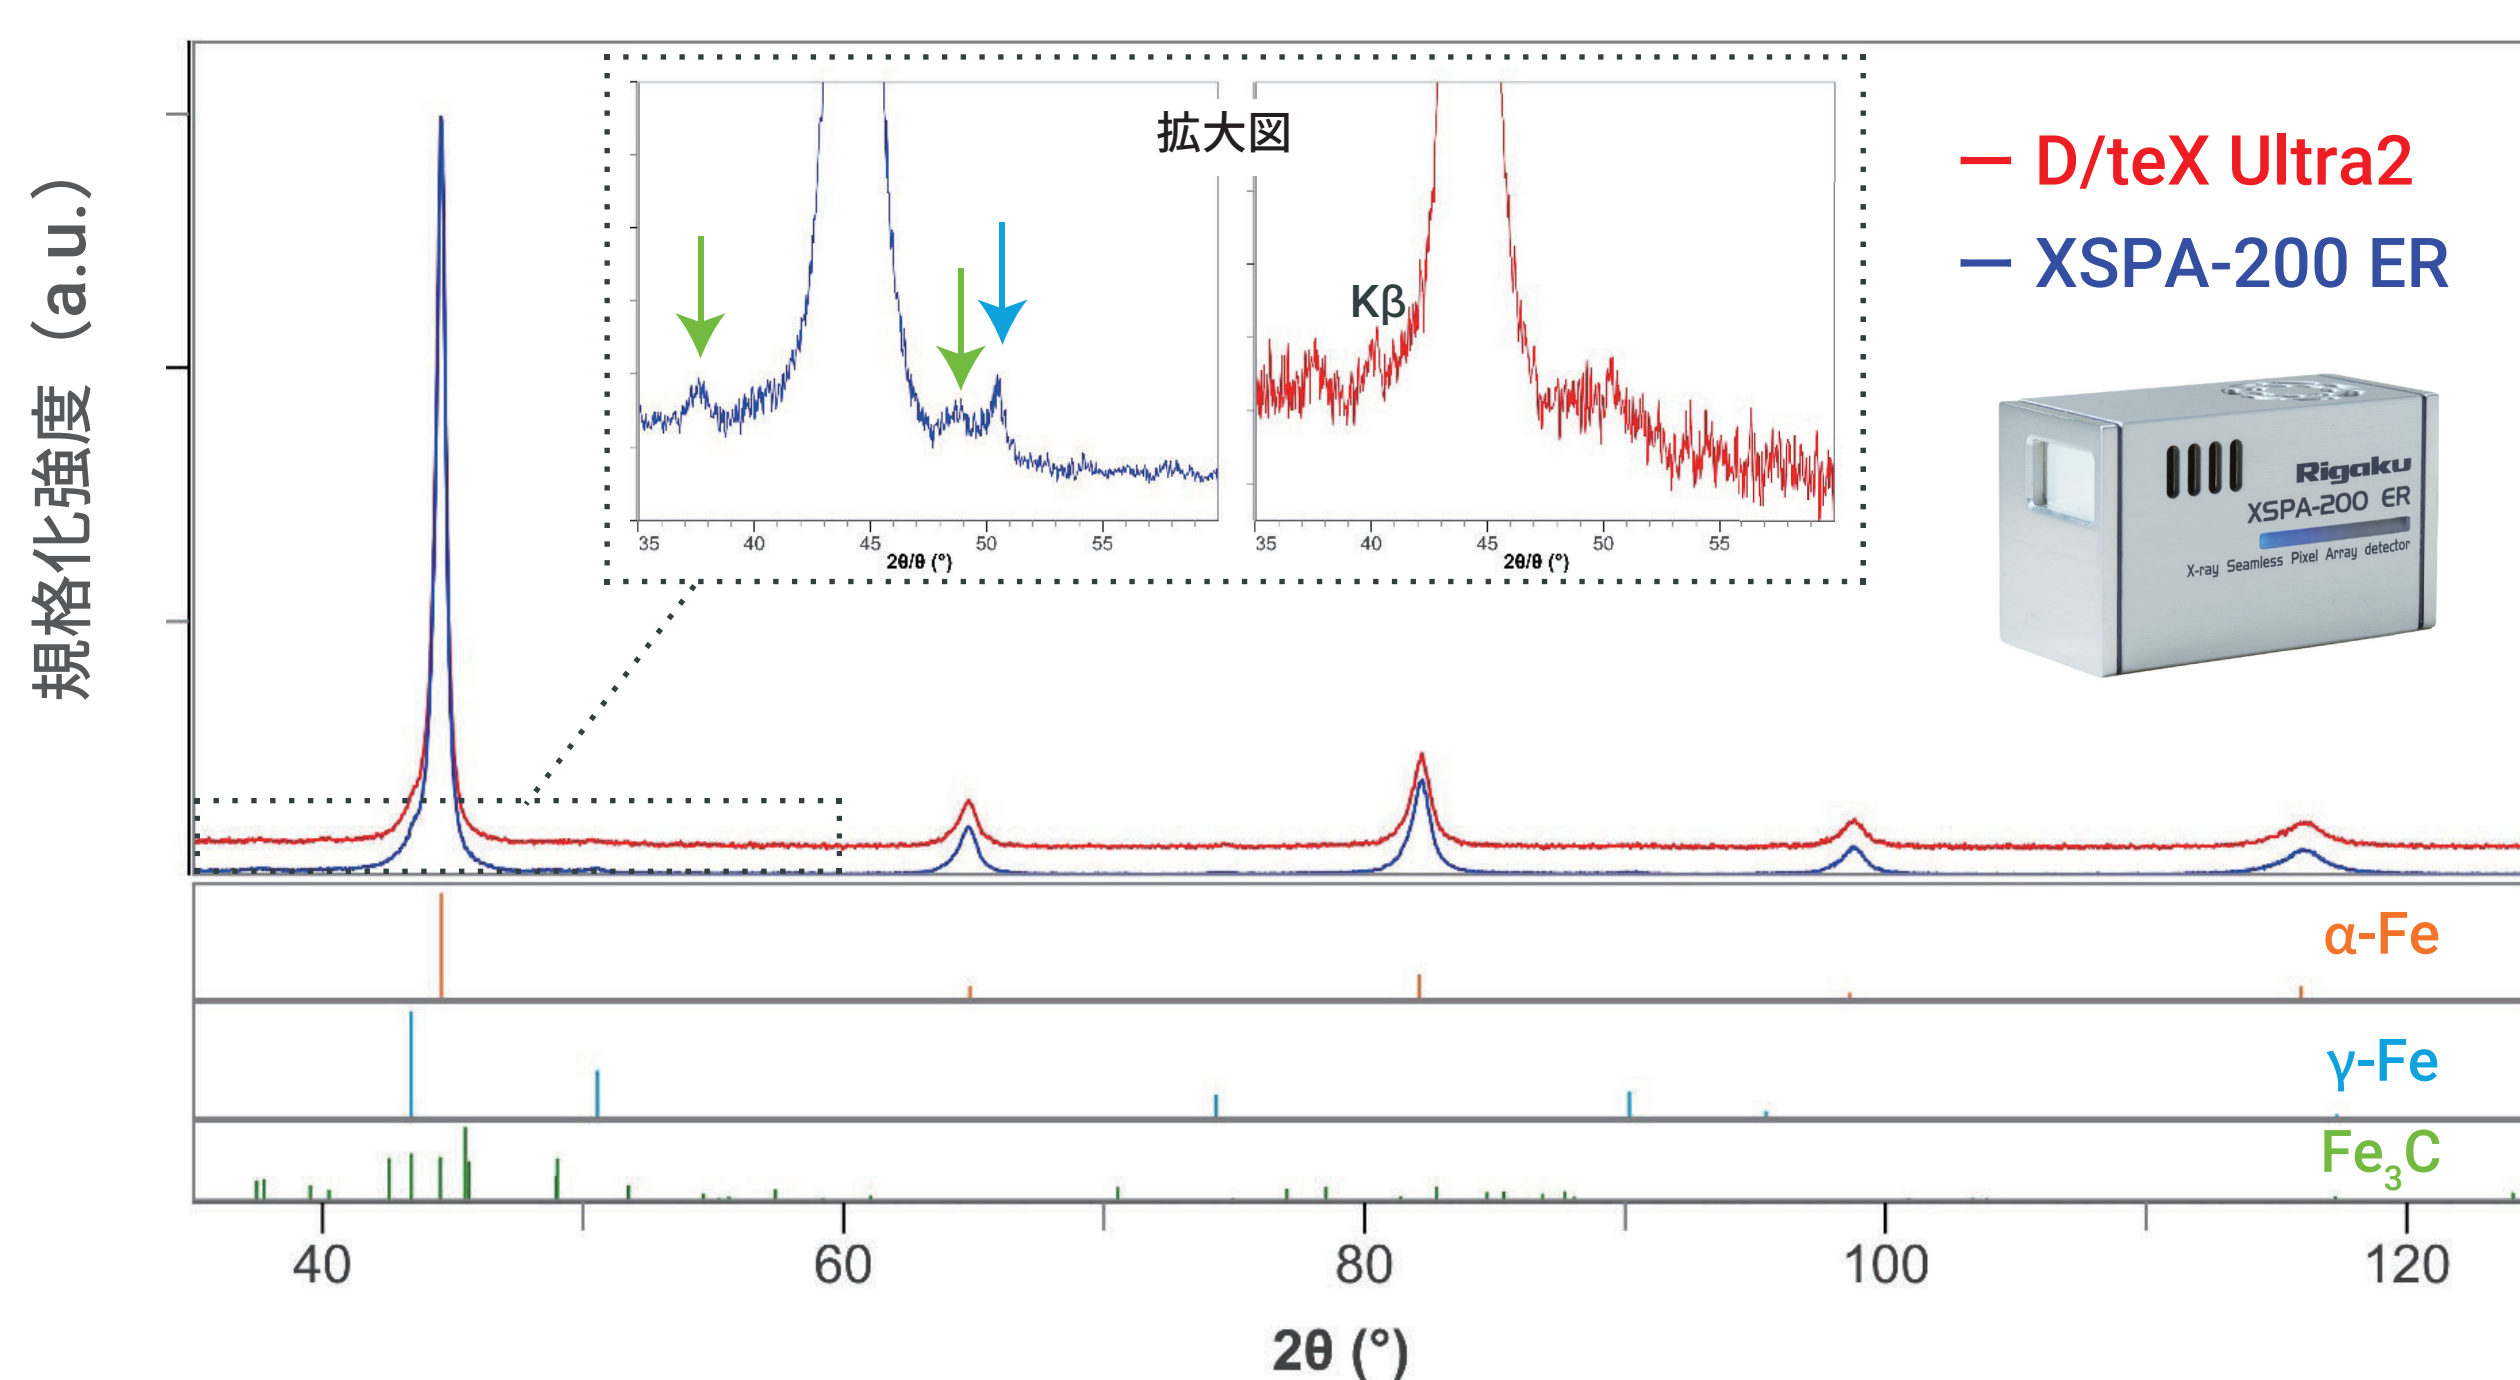 規格化強度 (a.u.)
拡大図
Kβ
35 40 45 50 55
2θ/θ (°)
35 40 45 50 55
2θ/θ (°)
D/teX Ultra2
XSPA-200 ER
Rigaku
XSPA-200 ER
X-ray Seamless Pixel Array detector
α-Fe
γ-Fe
Fe₃C
40 60 80 100 120
2θ (°)